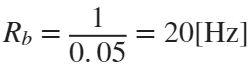 R_b = 1/0.05 = 20[Hz]